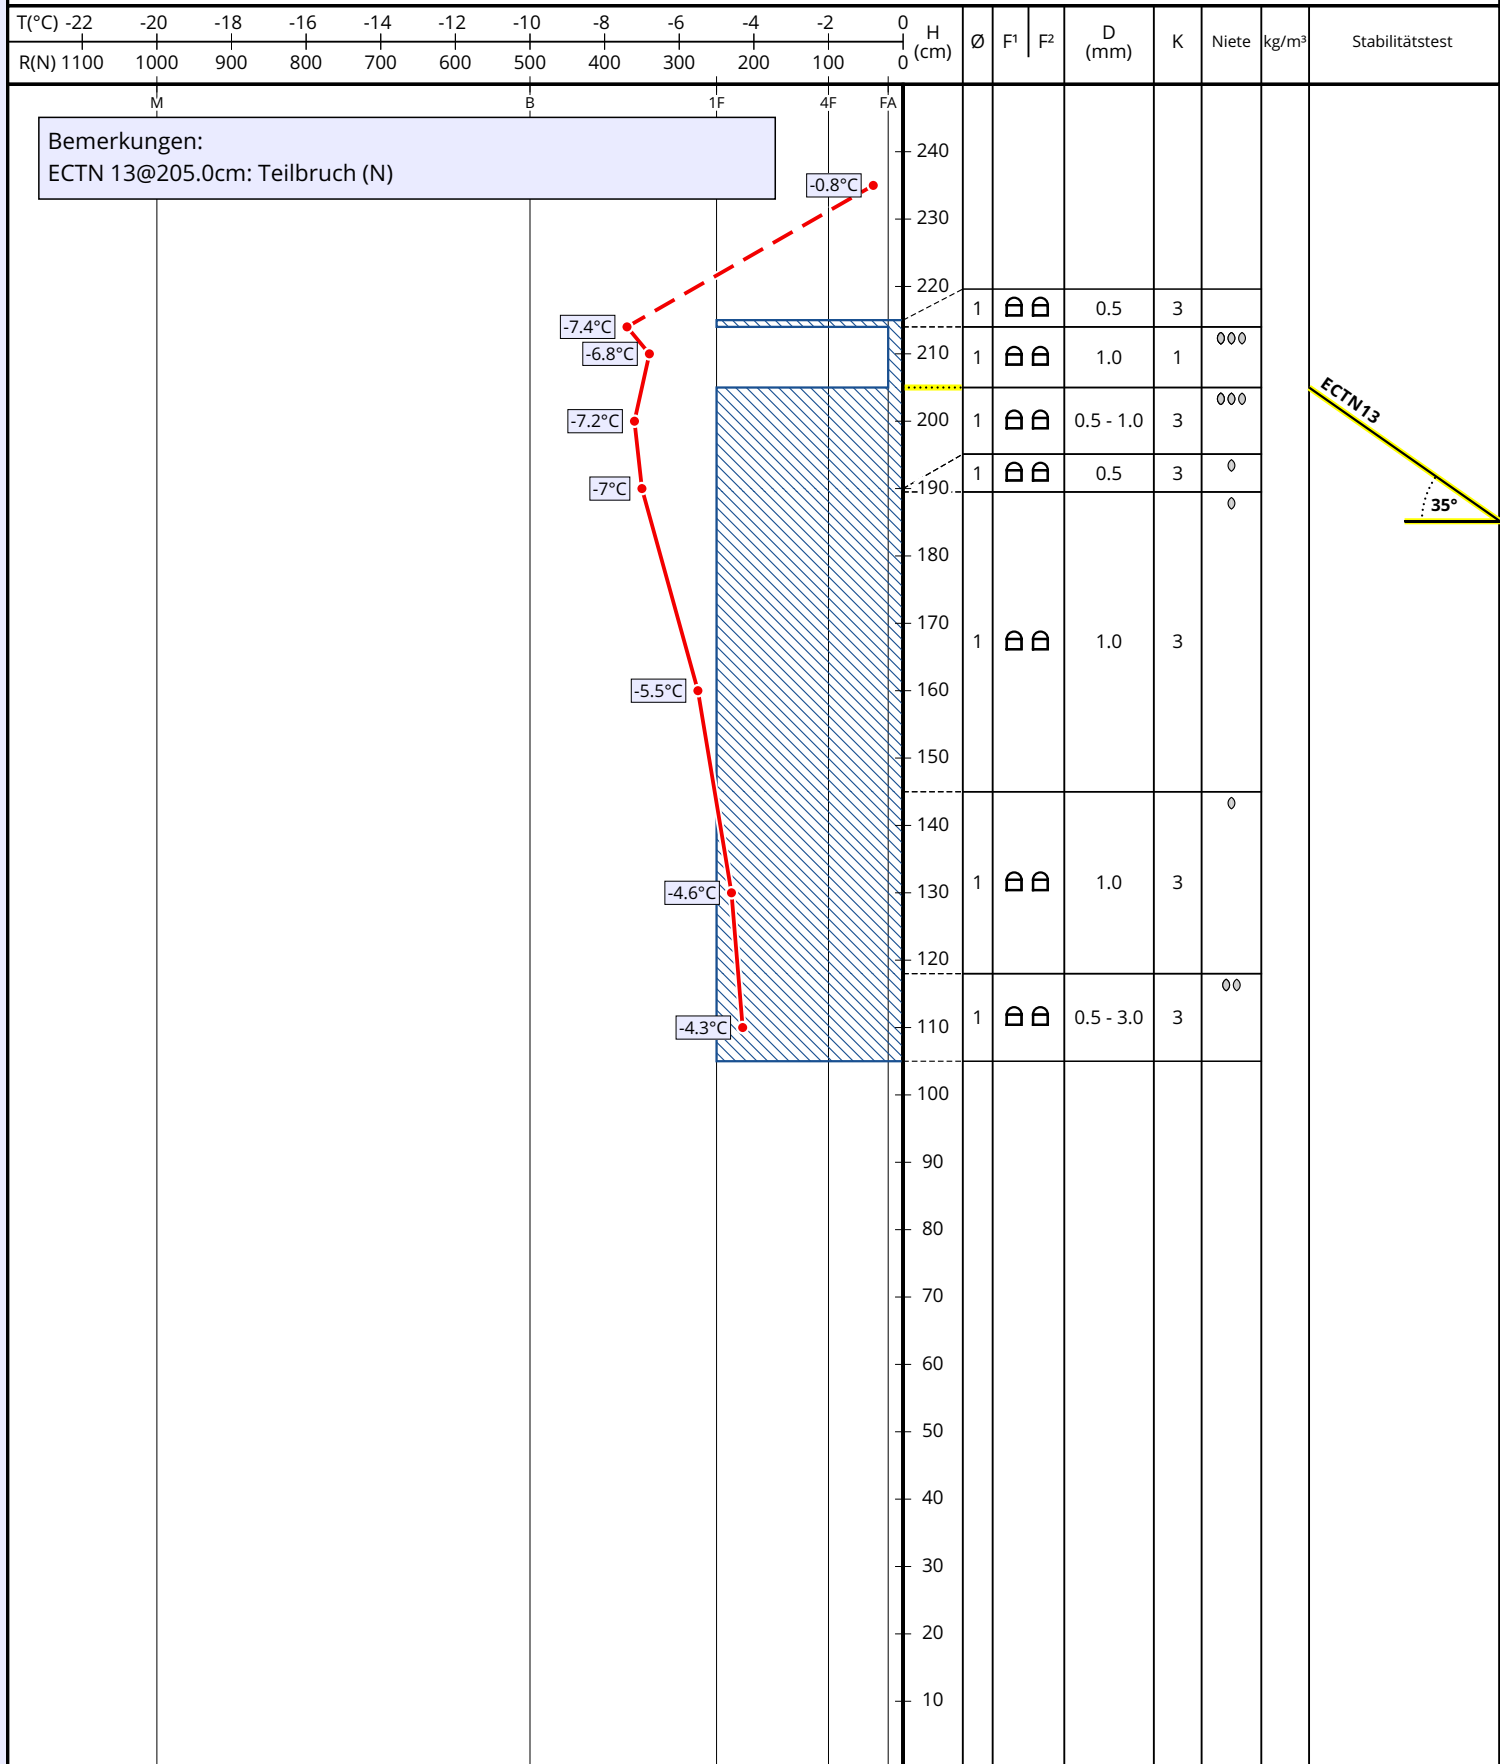 T(°C) -22 -20 -18 -16 -14 -12 -10 -8 -6 -4 -2 0
R(N) 1100 1000 900 800 700 600 500 400 300 200 100 0
H (cm) Ø F¹ F² D (mm) K Niete kg/m³ Stabilitätstest
M B 1F 4F FA
Bemerkungen:
ECTN 13@205.0cm: Teilbruch (N)
240
-0.8°C
230
220
1 0.5 3
-7.4°C
-6.8°C 210 1 1.0 1
ECTN13
-7.2°C 200 1 0.5 - 1.0 3
1 0.5 3
-7°C 190
35°
180
170
1 1.0 3
-5.5°C 160
150
140
-4.6°C 130 1 1.0 3
120
-4.3°C 110 1 0.5 - 3.0 3
100
90
80
70
60
50
40
30
20
10